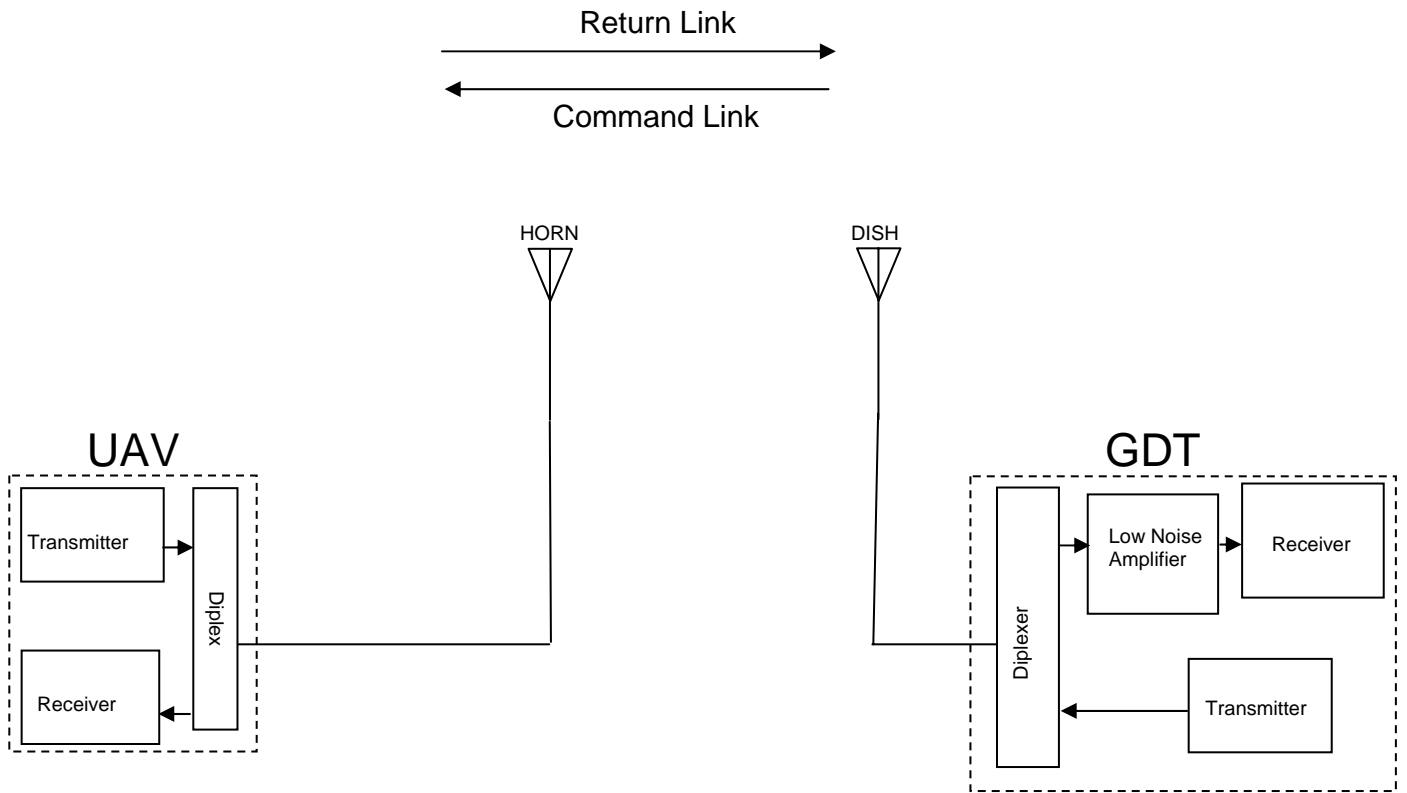 Return Link
Command Link
HORN
DISH
UAV
Transmitter
Diplex
Receiver
GDT
Diplexer
Low Noise
Amplifier
Receiver
Transmitter